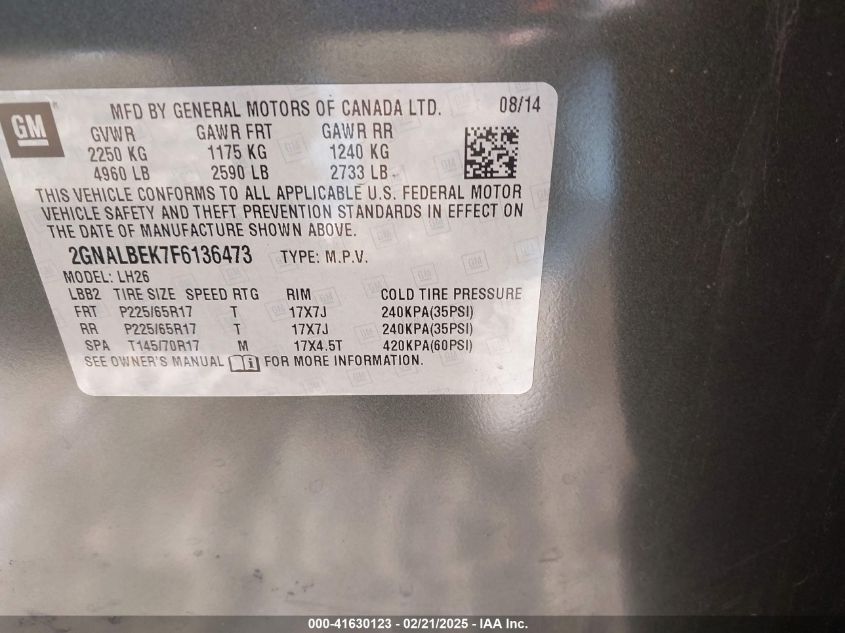 GM
MFD BY GENERAL MOTORS OF CANADA LTD. 08/14
GVWR GAWR FRT GAWR RR
2250 KG 1175 KG 1240 KG
4960 LB 2590 LB 2733 LB
THIS VEHICLE CONFORMS TO ALL APPLICABLE U.S. FEDERAL MOTOR
VEHICLE SAFETY AND THEFT PREVENTION STANDARDS IN EFFECT ON
THE DATE OF MANUFACTURE SHOWN ABOVE.
2GNALBEK7F6136473 TYPE: M.P.V.
MODEL: LH26
LBB2 TIRE SIZE SPEED RTG RIM COLD TIRE PRESSURE
FRT P225/65R17 T 17X7J 240KPA(35PSI)
RR P225/65R17 T 17X7J 240KPA(35PSI)
SPA T145/70R17 M 17X4.5T 420KPA(60PSI)
SEE OWNER'S MANUAL FOR MORE INFORMATION.
000-41630123 - 02/21/2025 - IAA Inc.